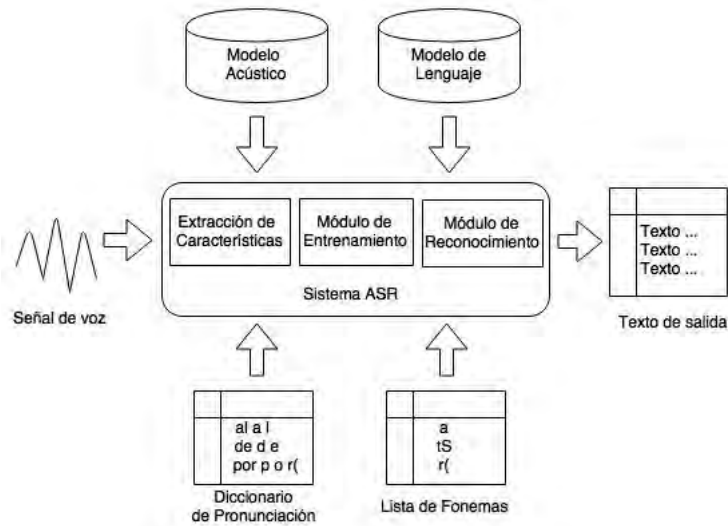 Modelo
Acústico
Modelo de
Lenguaje
Extracción de
Características
Módulo de
Entrenamiento
Módulo de
Reconocimiento
Sistema ASR
Señal de voz
Texto ...
Texto ...
Texto ...
Texto de salida
al a l
de d e
por p o r(
Diccionario
de Pronunciación
a
tS
r(
Lista de Fonemas